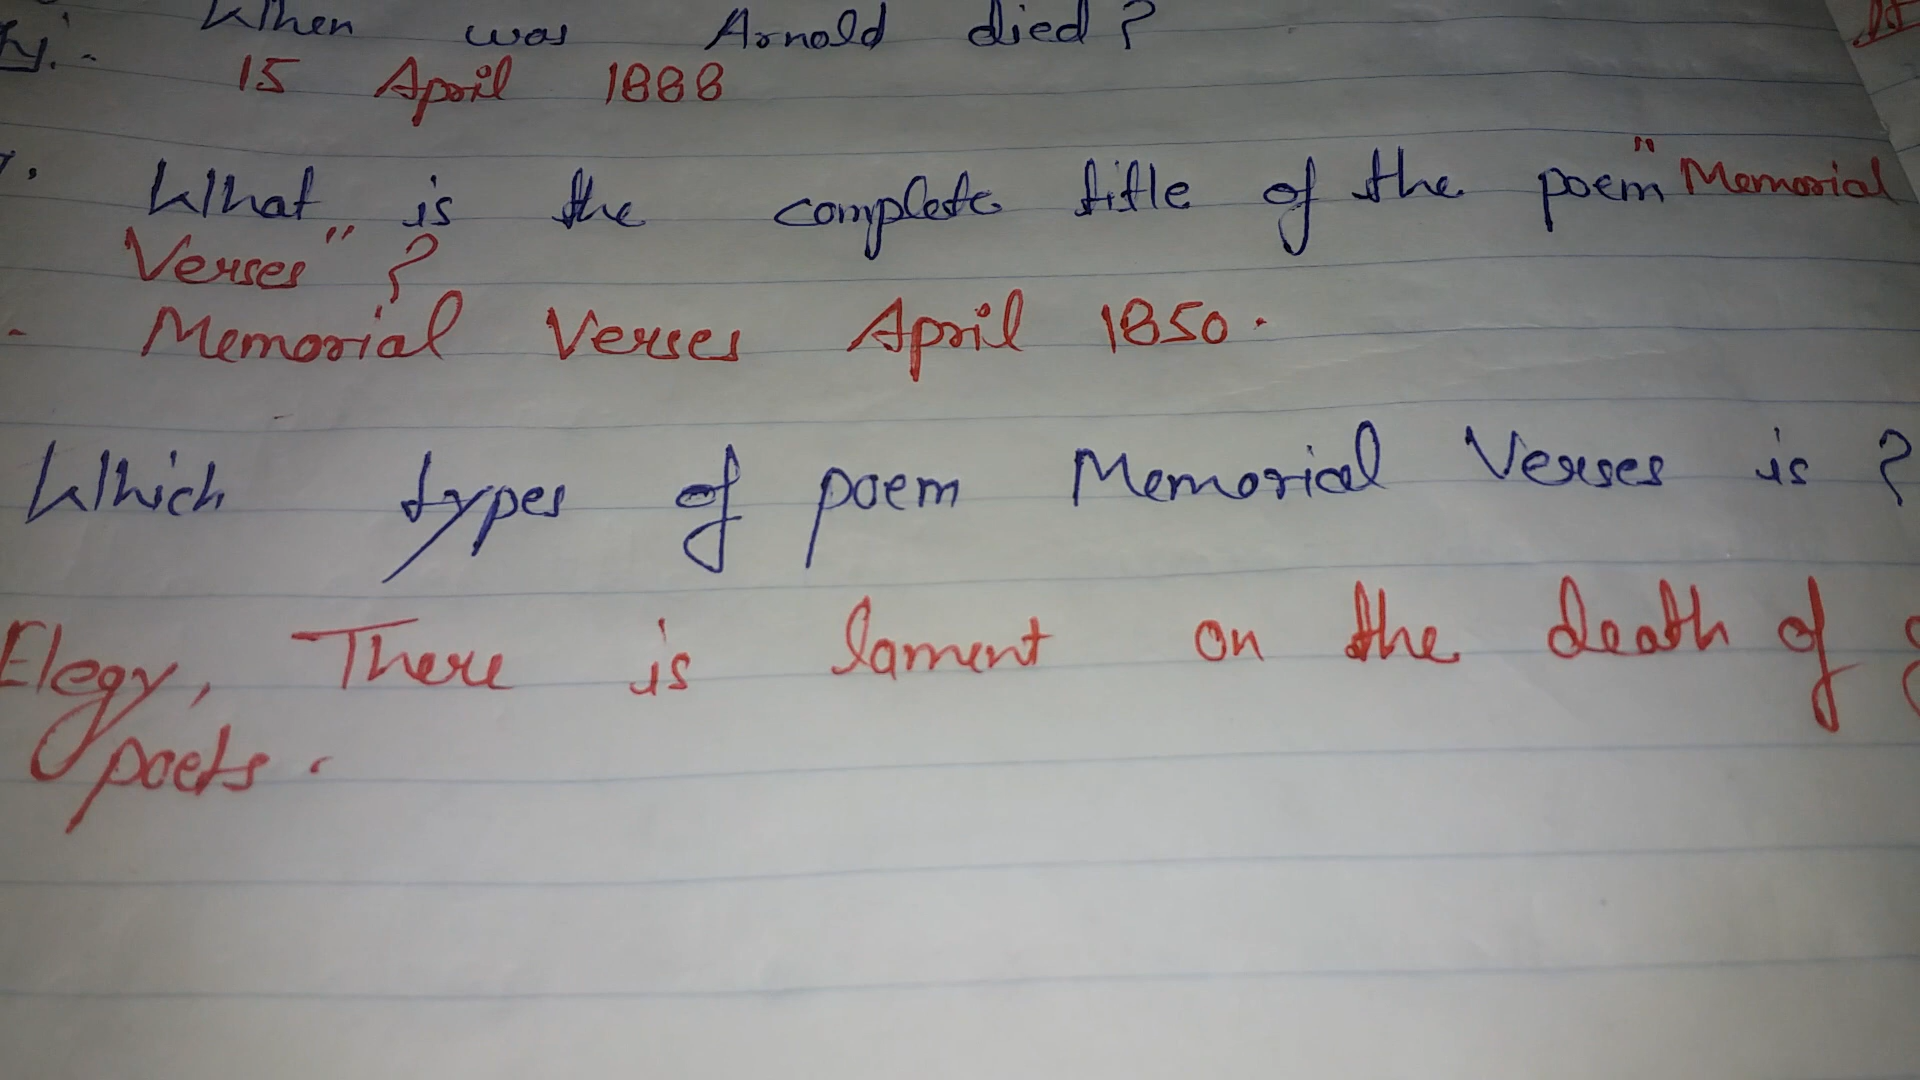 When was Arnold died?
15 April 1888
What is the complete title of the poem "Memorial
Verses"?
- Memorial Verses April 1850.
Which types of poem Memorial Verses is?
Elegy, There is lament on the death of
poets.